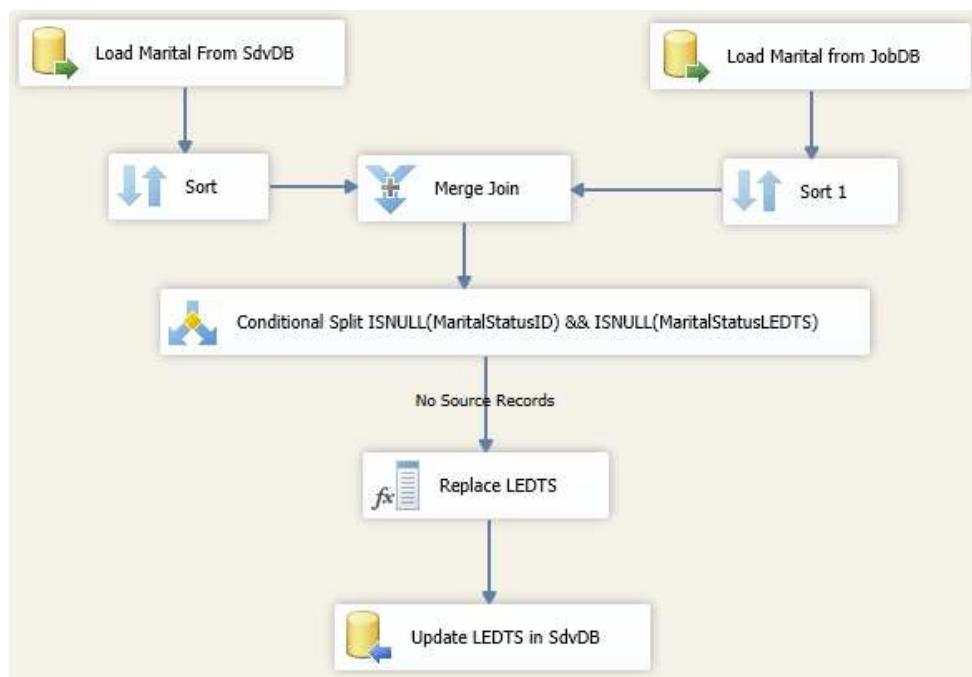 Load Marital From SdvDB
Load Marital from JobDB
Sort
Merge Join
Sort 1
Conditional Split ISNULL(MaritalStatusID) && ISNULL(MaritalStatusLEDTS)
No Source Records
fx
Replace LEDTS
Update LEDTS in SdvDB